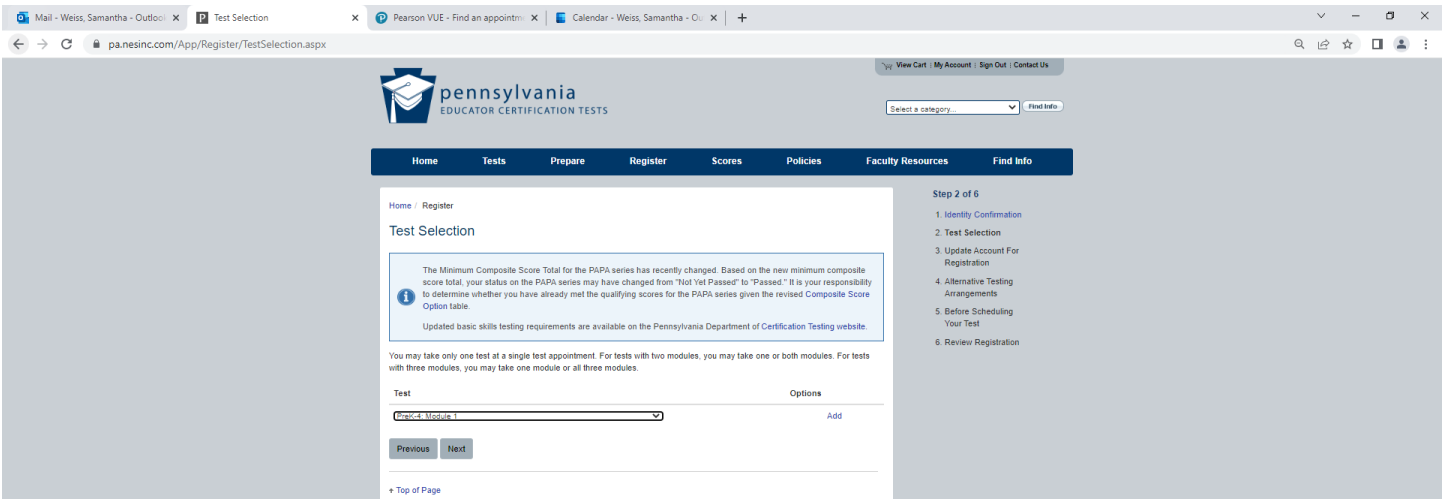 Mail - Weiss, Samantha - Outlool
Test Selection
Pearson VUE - Find an appointme
Calendar - Weiss, Samantha - Ou
pa.nesinc.com/App/Register/TestSelection.aspx
View Cart | My Account | Sign Out | Contact Us
pennsylvania
EDUCATOR CERTIFICATION TESTS
Select a category... Find Info
Home Tests Prepare Register Scores Policies Faculty Resources Find Info
Home / Register
Test Selection
The Minimum Composite Score Total for the PAPA series has recently changed. Based on the new minimum composite
score total, your status on the PAPA series may have changed from "Not Yet Passed" to "Passed." It is your responsibility
to determine whether you have already met the qualifying scores for the PAPA series given the revised Composite Score
Option table.
Updated basic skills testing requirements are available on the Pennsylvania Department of Certification Testing website.
You may take only one test at a single test appointment. For tests with two modules, you may take one or both modules. For tests
with three modules, you may take one module or all three modules.
Test Options
PreK-4: Module 1 Add
Previous Next
Top of Page
Step 2 of 6
1. Identity Confirmation
2. Test Selection
3. Update Account For
Registration
4. Alternative Testing
Arrangements
5. Before Scheduling
Your Test
6. Review Registration